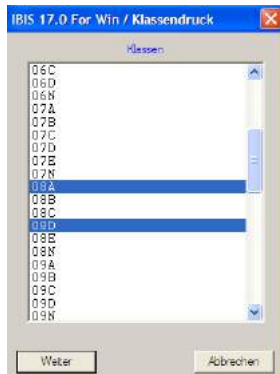 IBIS 17.0 For Win / Klassendruck
Klassen
06C
06D
06N
07A
07B
07C
07D
07E
07N
08A
08B
08C
08D
08E
08N
09A
09B
09C
09D
09N
Weiter
Abbrechen